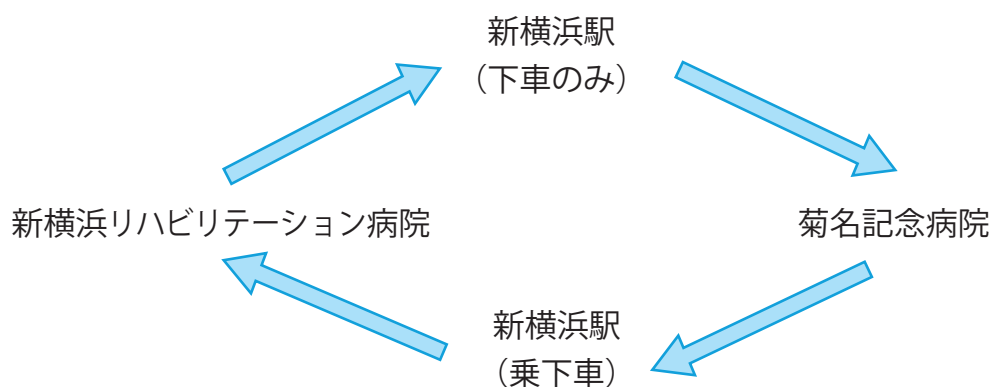 新横浜駅
（下車のみ）
新横浜リハビリテーション病院
菊名記念病院
新横浜駅
（乗下車）